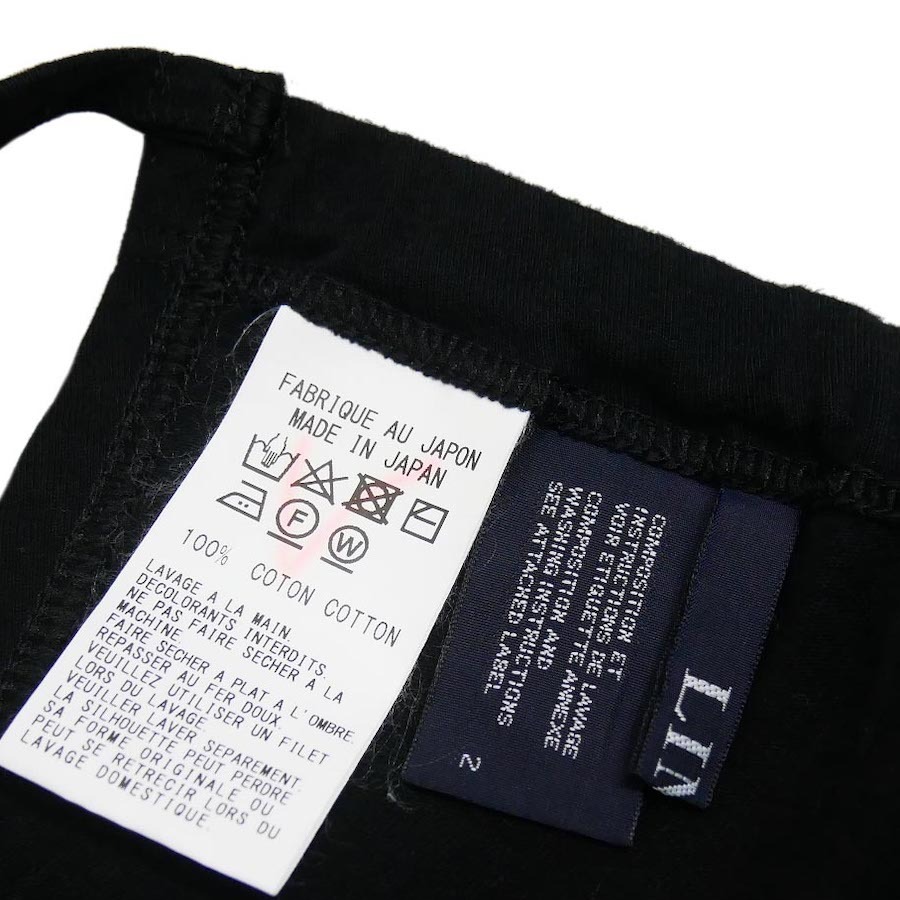 FABRIQUE AU JAPON
MADE IN JAPAN
F
W
100% COTON COTTON
LAVAGE A LA MAIN.
DECOLORANTS INTERDITS.
NE PAS FAIRE SECHER A LA
MACHINE.
FAIRE SECHER A PLAT A L'OMBRE.
REPASSER AU FER DOUX.
VEUILLEZ UTILISER UN FILET
LORS DU LAVAGE.
VEUILLER LAVER SEPAREMENT.
LA SILHOUETTE PEUT PERDRE
SA FORME ORIGINALE OU
PEUT SE RETRECIR LORS DU
LAVAGE DOMESTIQUE.
COMPOSITION ET LAVAGE
INSTRUCTIONS DE
VOIR ETIQUETTE ANNEXE
COMPOSITION AND
WASHING INSTRUCTIONS
SEE ATTACHED LABEL
2
LIM